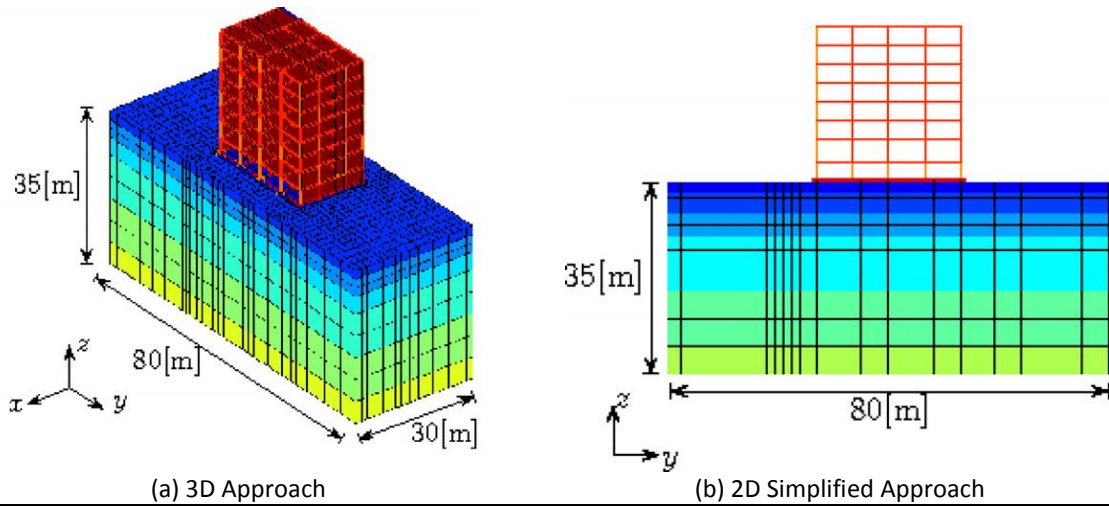 35[m]
80[m]
30[m]
z
x
y
(a) 3D Approach
35[m]
80[m]
z
y
(b) 2D Simplified Approach